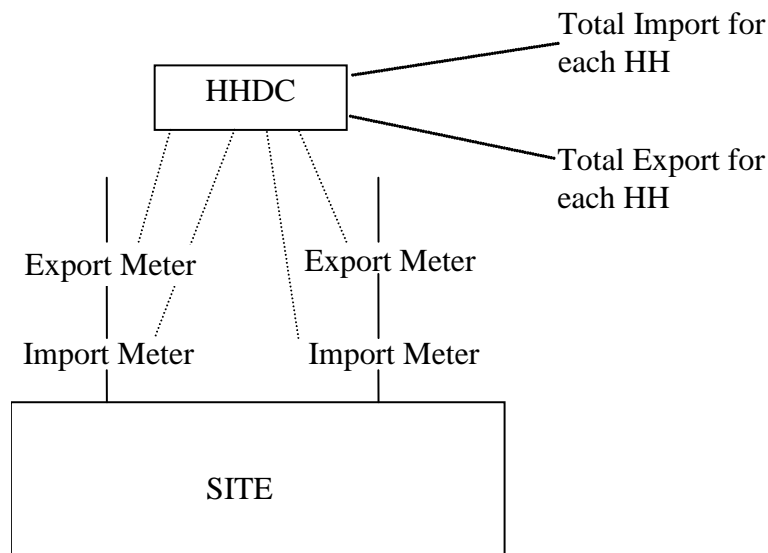 Total Import for
each HH
HHDC
Total Export for
each HH
Export Meter
Export Meter
Import Meter
Import Meter
SITE